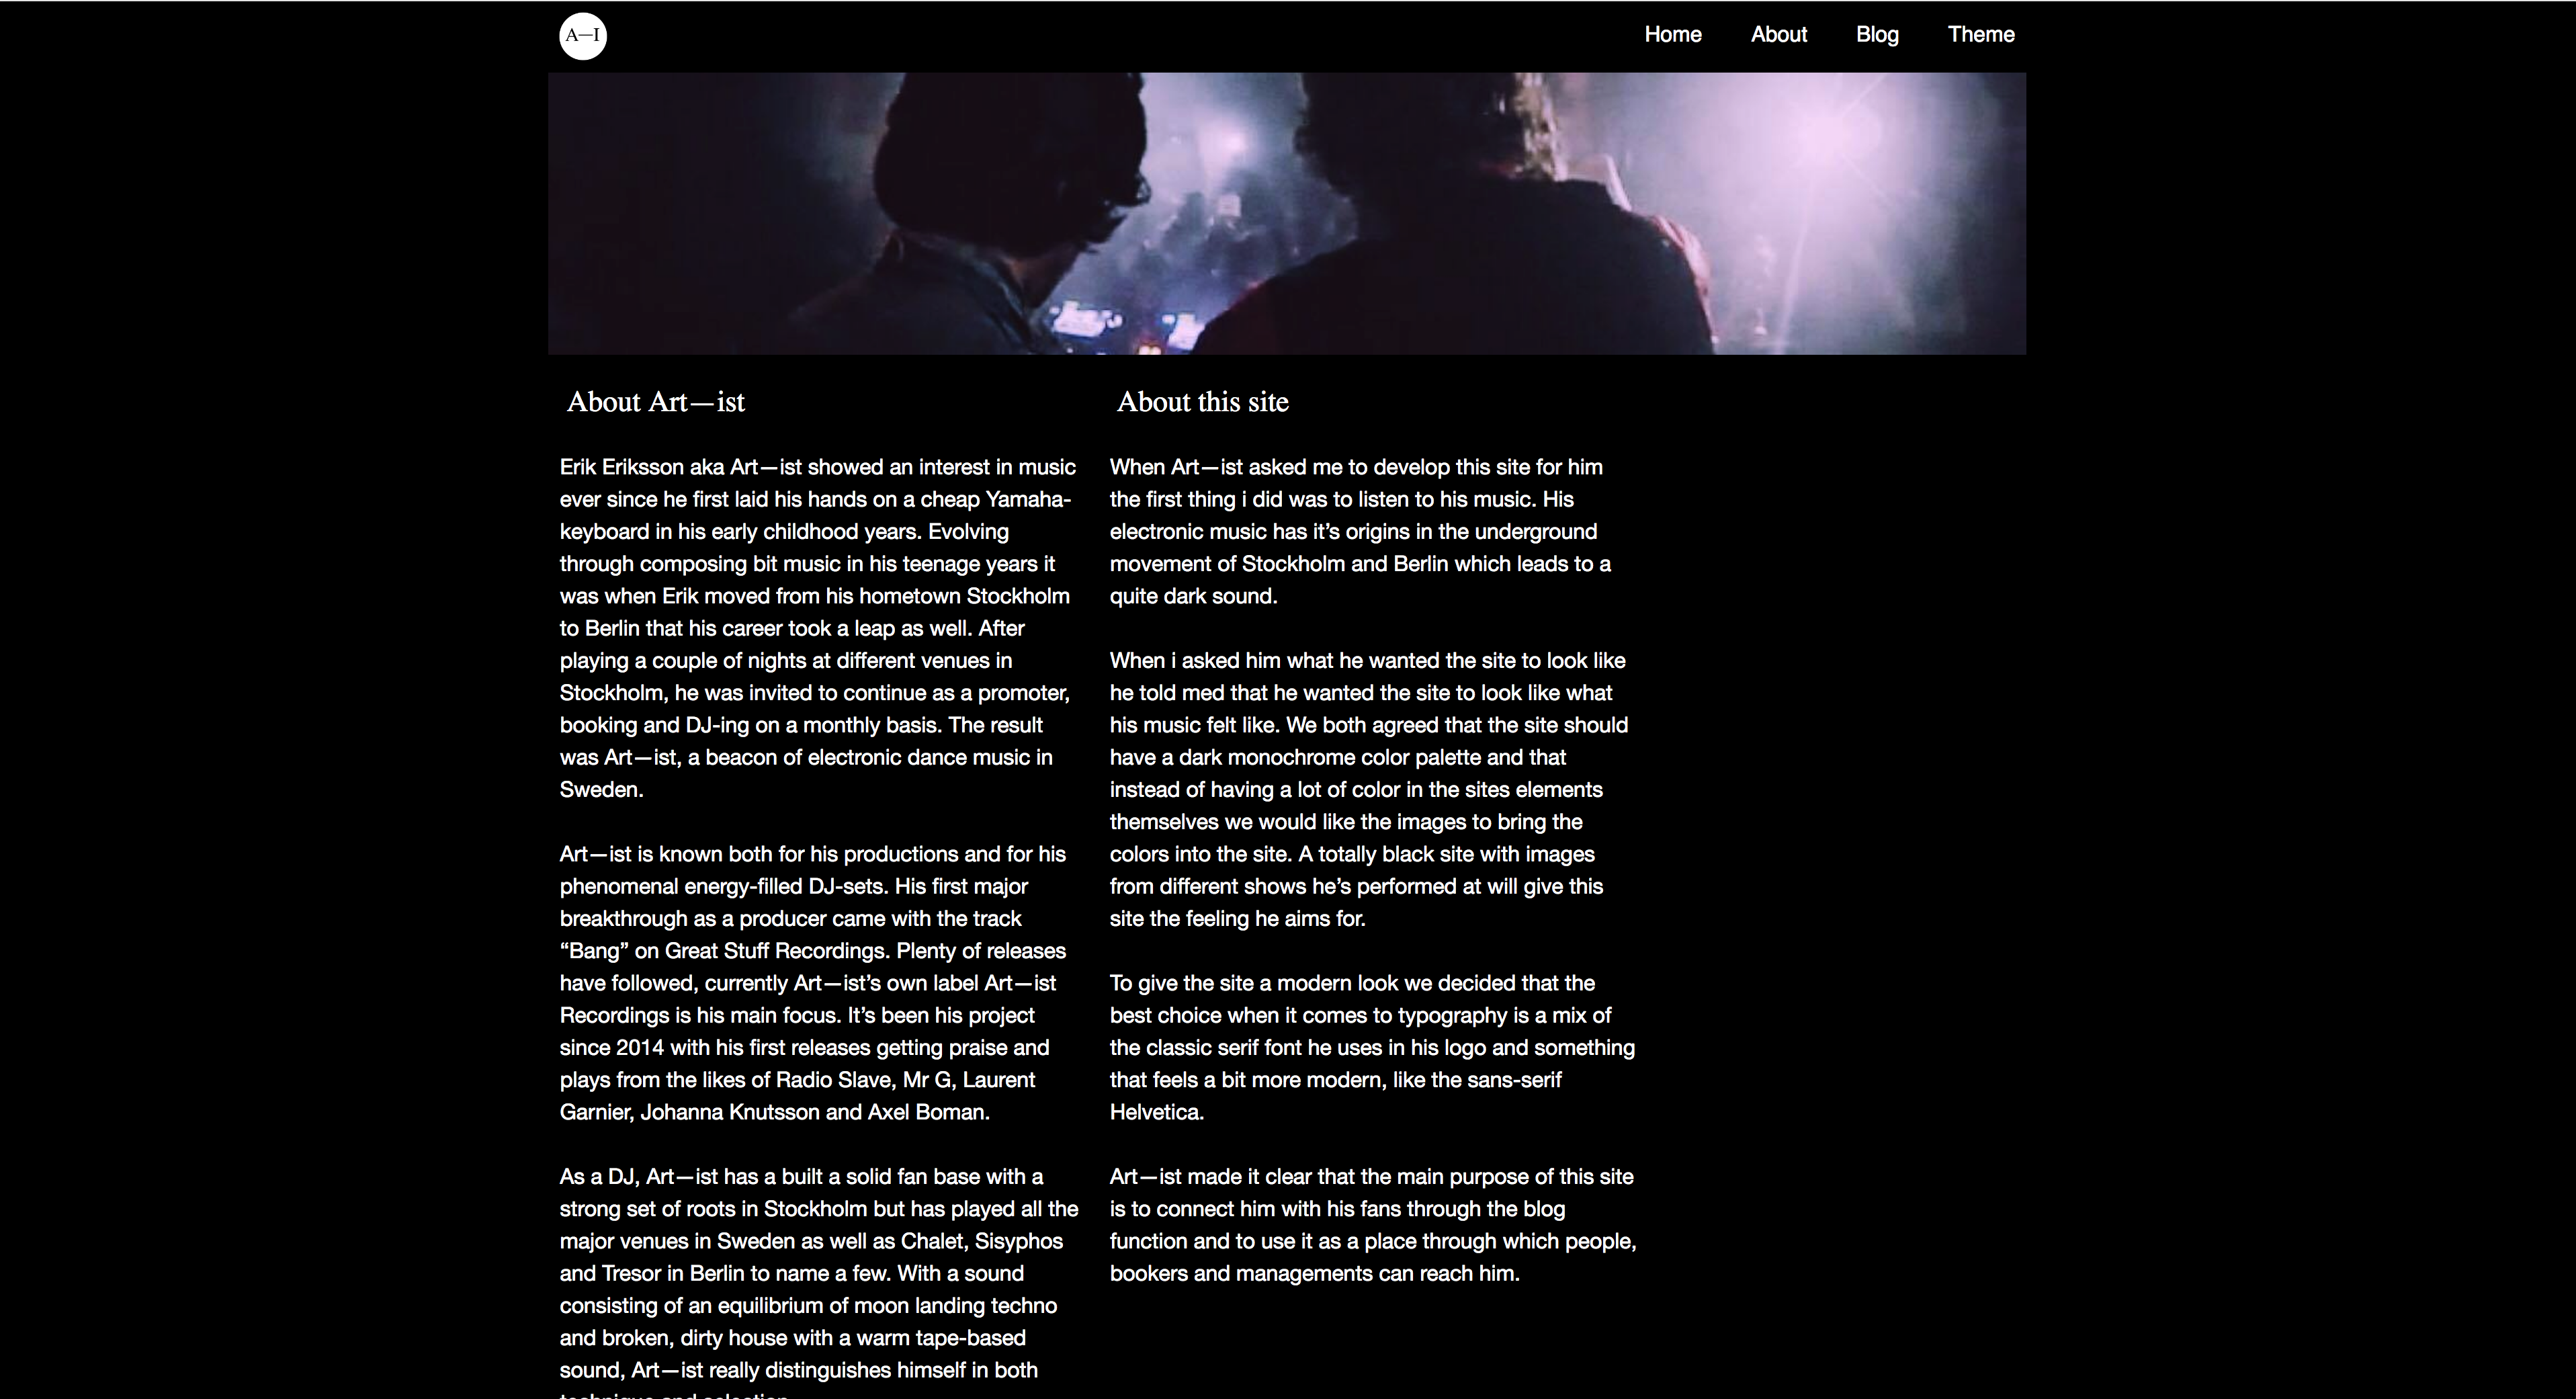 A—I
Home About Blog Theme
About Art—ist
Erik Eriksson aka Art—ist showed an interest in music
ever since he first laid his hands on a cheap Yamaha-
keyboard in his early childhood years. Evolving
through composing bit music in his teenage years it
was when Erik moved from his hometown Stockholm
to Berlin that his career took a leap as well. After
playing a couple of nights at different venues in
Stockholm, he was invited to continue as a promoter,
booking and DJ-ing on a monthly basis. The result
was Art—ist, a beacon of electronic dance music in
Sweden.
Art—ist is known both for his productions and for his
phenomenal energy-filled DJ-sets. His first major
breakthrough as a producer came with the track
“Bang” on Great Stuff Recordings. Plenty of releases
have followed, currently Art—ist’s own label Art—ist
Recordings is his main focus. It’s been his project
since 2014 with his first releases getting praise and
plays from the likes of Radio Slave, Mr G, Laurent
Garnier, Johanna Knutsson and Axel Boman.
As a DJ, Art—ist has a built a solid fan base with a
strong set of roots in Stockholm but has played all the
major venues in Sweden as well as Chalet, Sisyphos
and Tresor in Berlin to name a few. With a sound
consisting of an equilibrium of moon landing techno
and broken, dirty house with a warm tape-based
sound, Art—ist really distinguishes himself in both
technique and selection.
About this site
When Art—ist asked me to develop this site for him
the first thing i did was to listen to his music. His
electronic music has it’s origins in the underground
movement of Stockholm and Berlin which leads to a
quite dark sound.
When i asked him what he wanted the site to look like
he told med that he wanted the site to look like what
his music felt like. We both agreed that the site should
have a dark monochrome color palette and that
instead of having a lot of color in the sites elements
themselves we would like the images to bring the
colors into the site. A totally black site with images
from different shows he’s performed at will give this
site the feeling he aims for.
To give the site a modern look we decided that the
best choice when it comes to typography is a mix of
the classic serif font he uses in his logo and something
that feels a bit more modern, like the sans-serif
Helvetica.
Art—ist made it clear that the main purpose of this site
is to connect him with his fans through the blog
function and to use it as a place through which people,
bookers and managements can reach him.